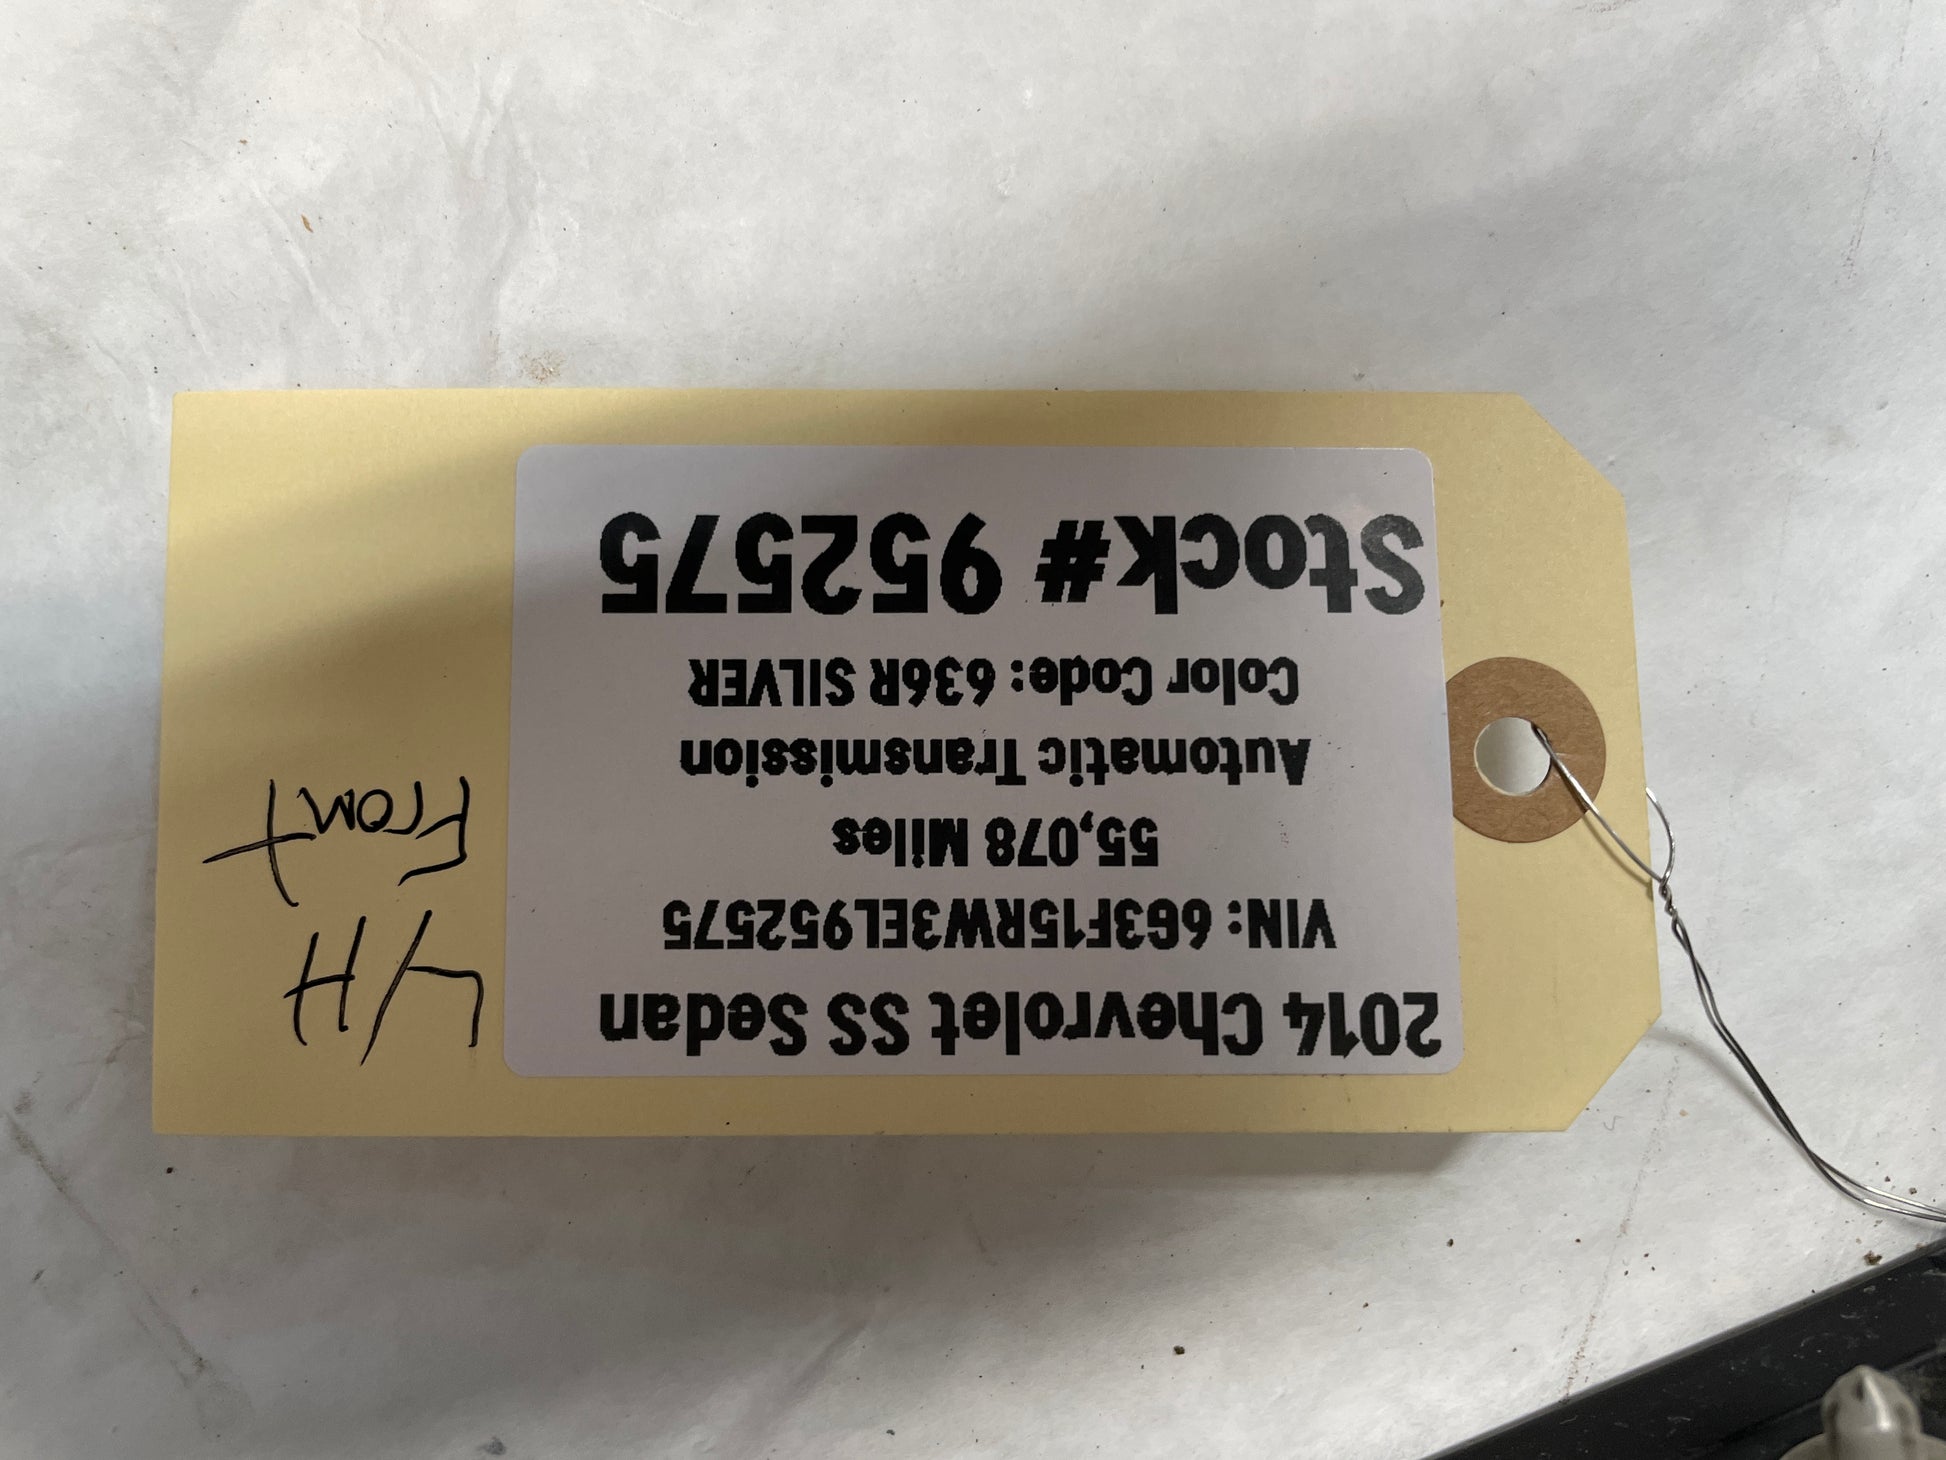 2014 Chevrolet SS Sedan
VIN: 6G3F15RW3EL952575
55,078 Miles
Automatic Transmission
Color Code: 636R SILVER
Stock# 952575
L/H
Front